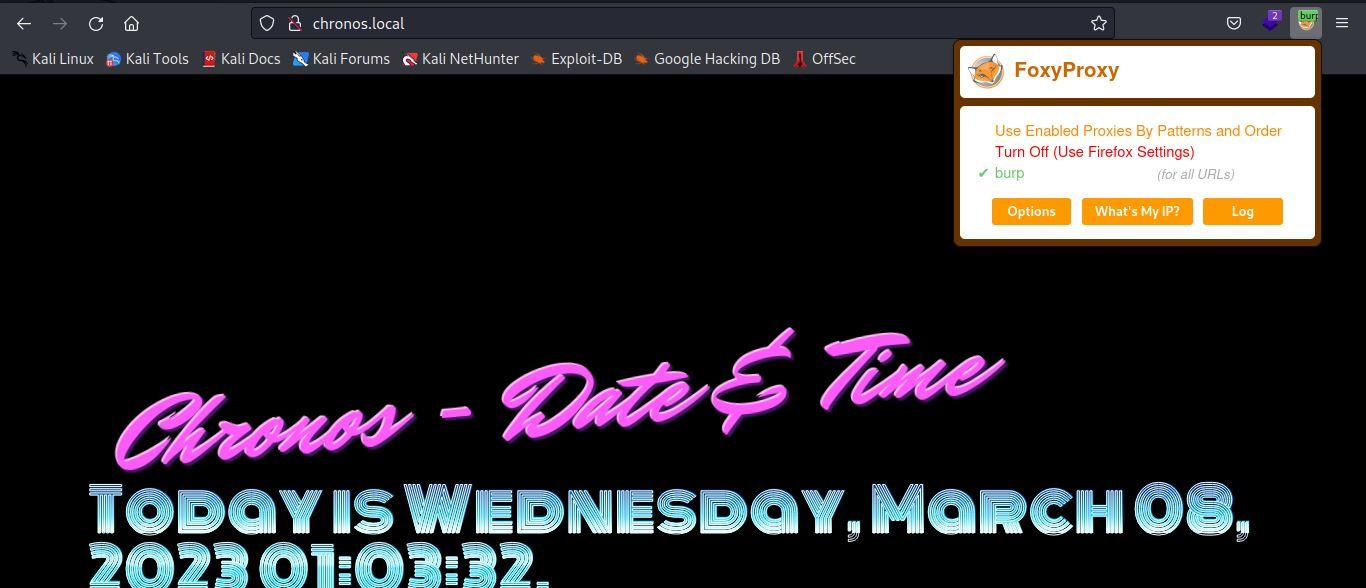 chronos.local
2
burp
Kali Linux Kali Tools Kali Docs Kali Forums Kali NetHunter Exploit-DB Google Hacking DB OffSec
FoxyProxy
Use Enabled Proxies By Patterns and Order
Turn Off (Use Firefox Settings)
✔ burp (for all URLs)
Options What's My IP? Log
Chronos - Date & Time
Today is Wednesday, March 08,
2023 01:03:32.